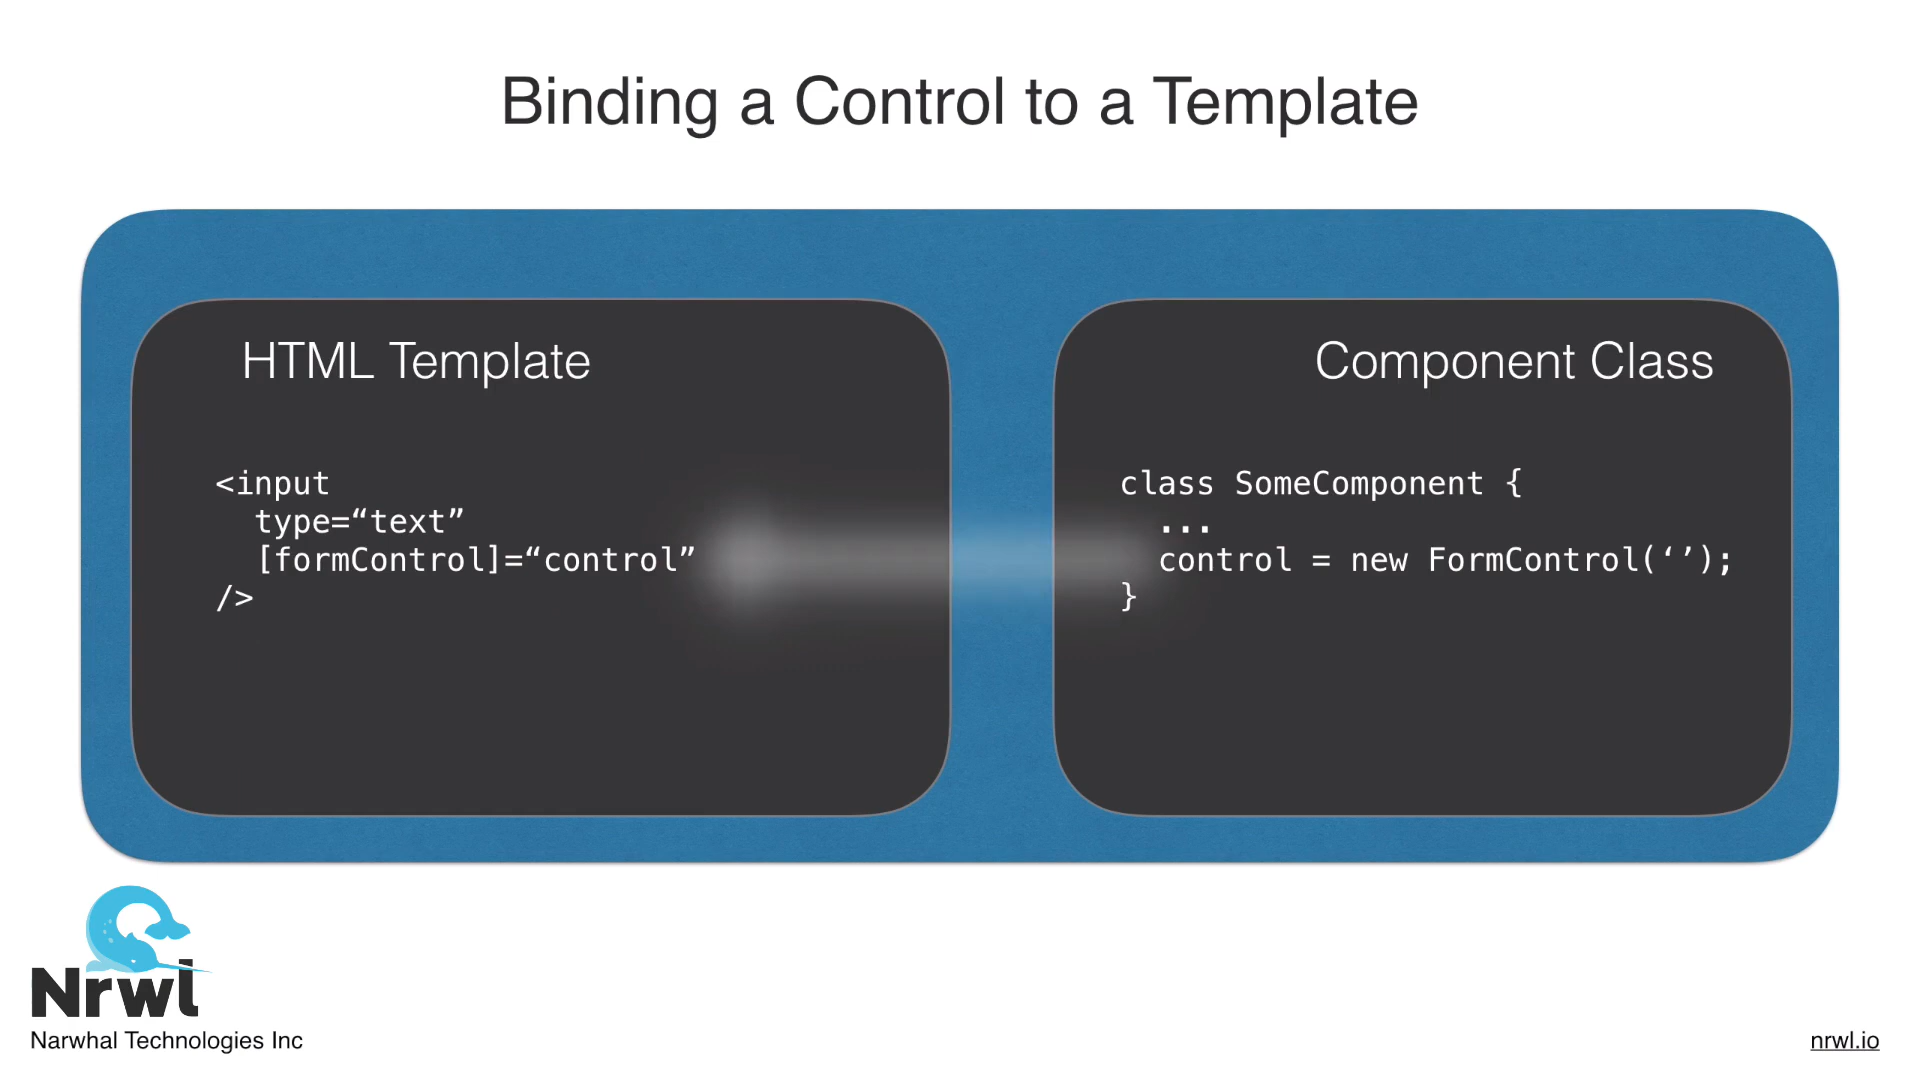 Binding a Control to a Template
HTML Template
<input
  type=“text”
  [formControl]=“control”
/>
Component Class
class SomeComponent {
  ...
  control = new FormControl(‘’);
}
Nrwl
Narwhal Technologies Inc
nrwl.io